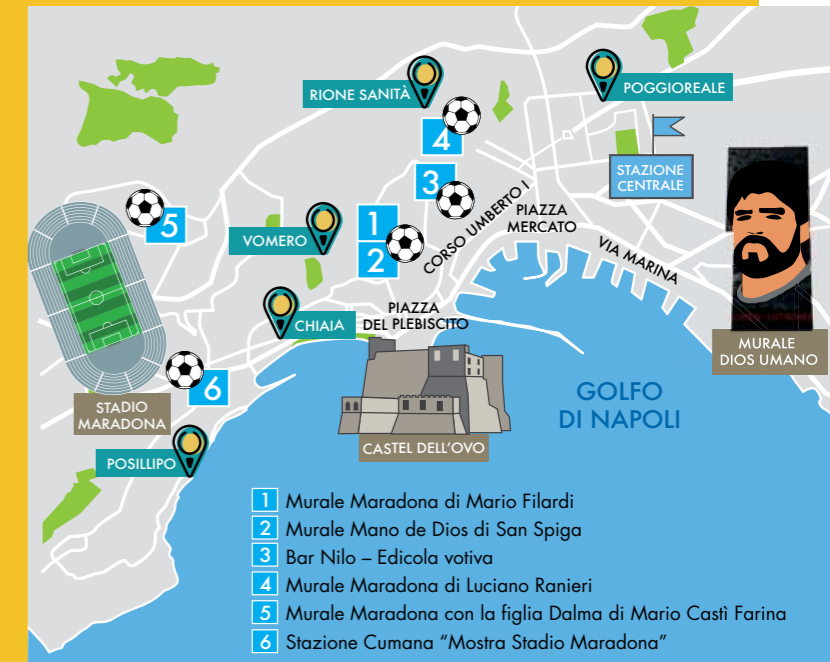 RIONE SANITÀ
POGGIOREALE
4
STAZIONE
CENTRALE
3
CORSO UMBERTO I
PIAZZA
MERCATO
5
VOMERO
1
2
VIA MARINA
CHIAIA
PIAZZA
DEL PLEBISCITO
MURALE
DIOS UMANO
6
STADIO
MARADONA
GOLFO
DI NAPOLI
CASTEL DELL'OVO
POSILLIPO
1 Murale Maradona di Mario Filardi
2 Murale Mano de Dios di San Spiga
3 Bar Nilo – Edicola votiva
4 Murale Maradona di Luciano Ranieri
5 Murale Maradona con la figlia Dalma di Mario Castì Farina
6 Stazione Cumana “Mostra Stadio Maradona”